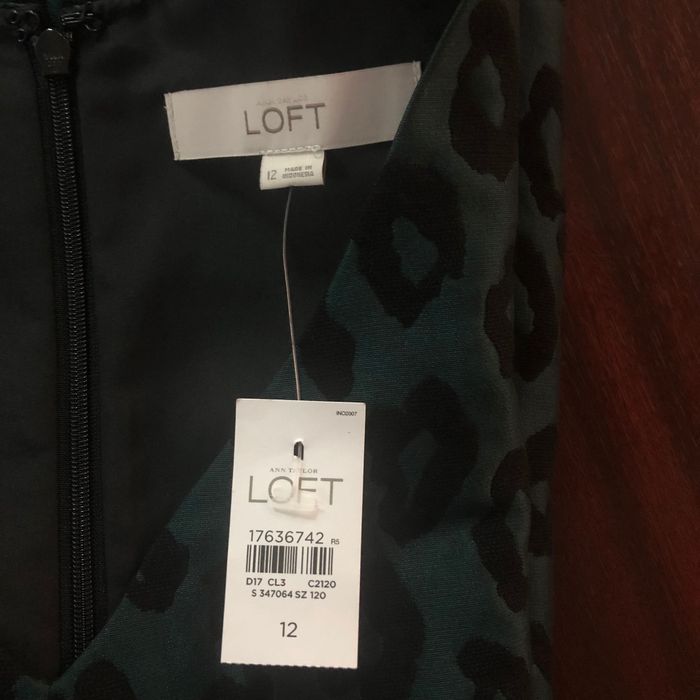 ANN TAYLOR
LOFT
12
MADE IN
INDONESIA
INO2007
ANN TAYLOR
LOFT
17636742 R5
D17 CL3 C2120
S 347064 SZ 120
12